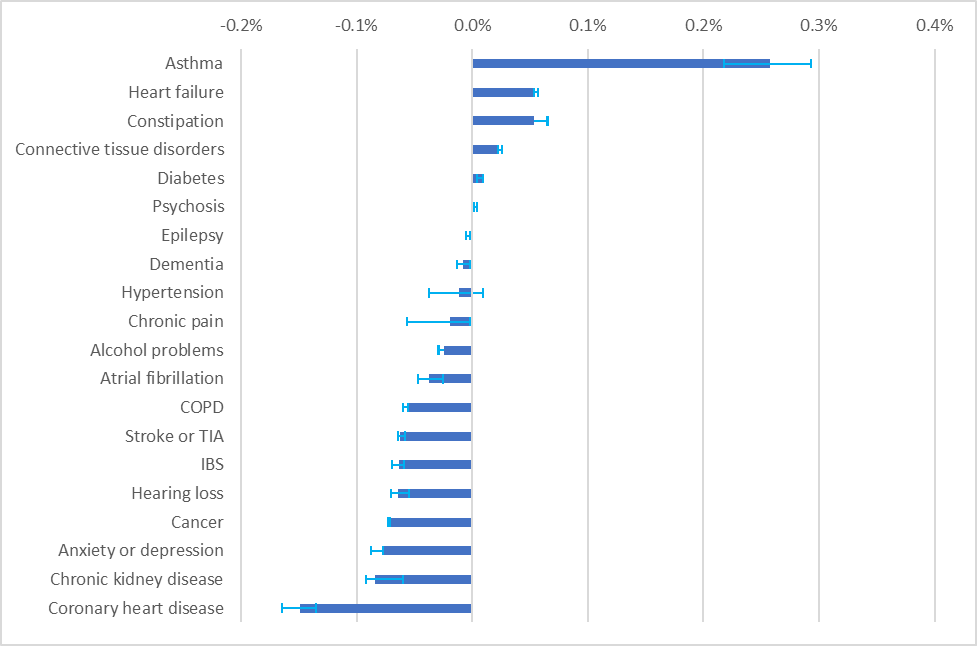 -0.2% -0.1% 0.0% 0.1% 0.2% 0.3% 0.4%
Asthma
Heart failure
Constipation
Connective tissue disorders
Diabetes
Psychosis
Epilepsy
Dementia
Hypertension
Chronic pain
Alcohol problems
Atrial fibrillation
COPD
Stroke or TIA
IBS
Hearing loss
Cancer
Anxiety or depression
Chronic kidney disease
Coronary heart disease